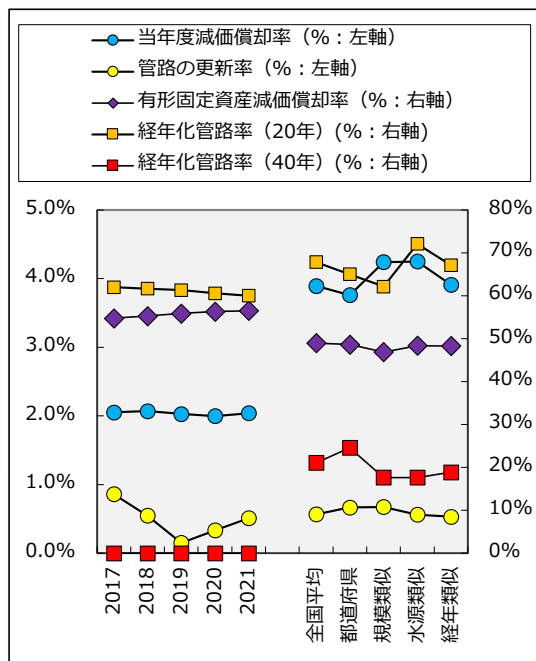 当年度減価償却率（%：左軸）
管路の更新率（%：左軸）
有形固定資産減価償却率（%：右軸）
経年化管路率（20年）(%：右軸)
経年化管路率（40年）(%：右軸)
5.0%
4.0%
3.0%
2.0%
1.0%
0.0%
80%
70%
60%
50%
40%
30%
20%
10%
0%
2017
2018
2019
2020
2021
全国平均
都道府県
規模類似
水源類似
経年類似